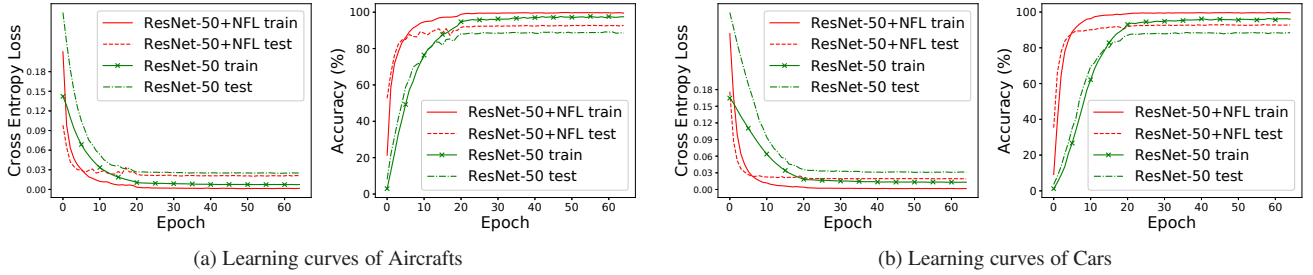 Cross Entropy Loss
0.18
0.15
0.12
0.09
0.06
0.03
0.00
ResNet-50+NFL train
ResNet-50+NFL test
ResNet-50 train
ResNet-50 test
0 10 20 30 40 50 60
Epoch
Accuracy (%)
100
80
60
40
20
0
ResNet-50+NFL train
ResNet-50+NFL test
ResNet-50 train
ResNet-50 test
0 10 20 30 40 50 60
Epoch
(a) Learning curves of Aircrafts
Cross Entropy Loss
0.18
0.15
0.12
0.09
0.06
0.03
0.00
ResNet-50+NFL train
ResNet-50+NFL test
ResNet-50 train
ResNet-50 test
0 10 20 30 40 50 60
Epoch
Accuracy (%)
100
80
60
40
20
0
ResNet-50+NFL train
ResNet-50+NFL test
ResNet-50 train
ResNet-50 test
0 10 20 30 40 50 60
Epoch
(b) Learning curves of Cars